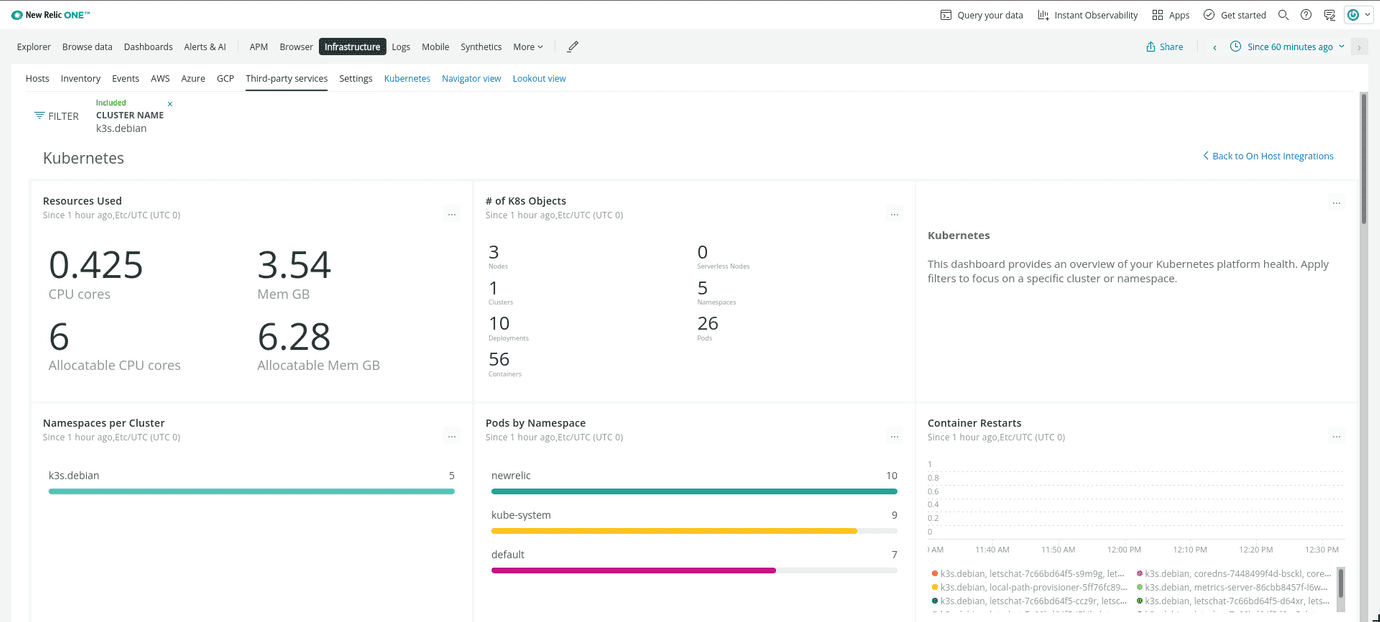 New Relic ONE™
Query your data
Instant Observability
Apps
Get started
Explorer
Browse data
Dashboards
Alerts & AI
APM
Browser
Infrastructure
Logs
Mobile
Synthetics
More
Share
Since 60 minutes ago
Hosts
Inventory
Events
AWS
Azure
GCP
Third-party services
Settings
Kubernetes
Navigator view
Lookout view
FILTER
Included
CLUSTER NAME
k3s.debian
Kubernetes
Back to On Host Integrations
Resources Used
Since 1 hour ago,Etc/UTC (UTC 0)
0.425
CPU cores
3.54
Mem GB
6
Allocatable CPU cores
6.28
Allocatable Mem GB
# of K8s Objects
Since 1 hour ago,Etc/UTC (UTC 0)
3
Nodes
0
Serverless Nodes
1
Clusters
5
Namespaces
10
Deployments
26
Pods
56
Containers
Kubernetes
This dashboard provides an overview of your Kubernetes platform health. Apply
filters to focus on a specific cluster or namespace.
Namespaces per Cluster
Since 1 hour ago,Etc/UTC (UTC 0)
k3s.debian 5
Pods by Namespace
Since 1 hour ago,Etc/UTC (UTC 0)
newrelic 10
kube-system 9
default 7
Container Restarts
Since 1 hour ago,Etc/UTC (UTC 0)
1
0.8
0.6
0.4
0.2
0
AM 11:40 AM 11:50 AM 12:00 PM 12:10 PM 12:20 PM 12:30 PM
k3s.debian, letschat-7c66bd64f5-s9m9g, let...
k3s.debian, coredns-7448499f4d-bsckl, core...
k3s.debian, local-path-provisioner-5ff76fc89...
k3s.debian, metrics-server-86cbb8457f-l6w...
k3s.debian, letschat-7c66bd64f5-ccz9r, letsc...
k3s.debian, letschat-7c66bd64f5-d64xr, lets...